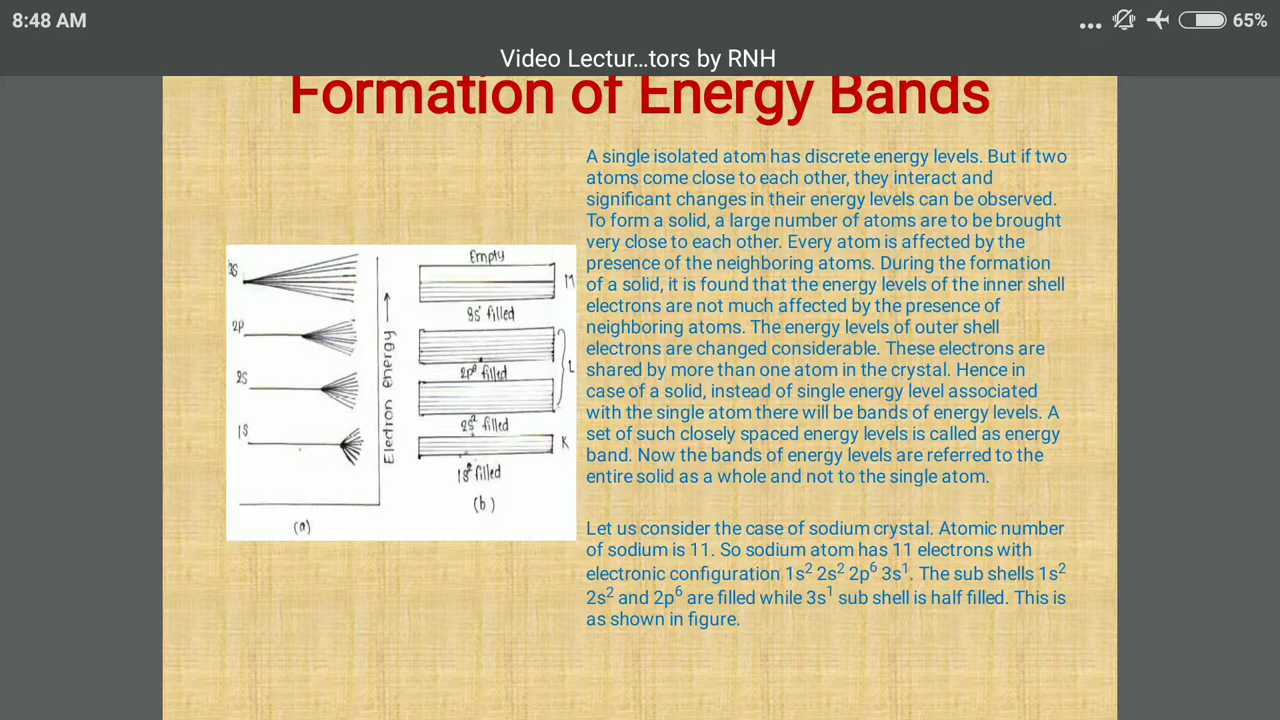 8:48 AM
65%
Video Lectur...tors by RNH
Formation of Energy Bands
A single isolated atom has discrete energy levels. But if two
atoms come close to each other, they interact and
significant changes in their energy levels can be observed.
To form a solid, a large number of atoms are to be brought
very close to each other. Every atom is affected by the
presence of the neighboring atoms. During the formation
of a solid, it is found that the energy levels of the inner shell
electrons are not much affected by the presence of
neighboring atoms. The energy levels of outer shell
electrons are changed considerable. These electrons are
shared by more than one atom in the crystal. Hence in
case of a solid, instead of single energy level associated
with the single atom there will be bands of energy levels. A
set of such closely spaced energy levels is called as energy
band. Now the bands of energy levels are referred to the
entire solid as a whole and not to the single atom.
Let us consider the case of sodium crystal. Atomic number
of sodium is 11. So sodium atom has 11 electrons with
electronic configuration 1s² 2s² 2p⁶ 3s¹. The sub shells 1s²
2s² and 2p⁶ are filled while 3s¹ sub shell is half filled. This is
as shown in figure.
3S
2P
2S
1S
(a)
Electron energy
Empty
M
3s' filled
2p⁶ filled
L
2s² filled
K
1s² filled
(b)